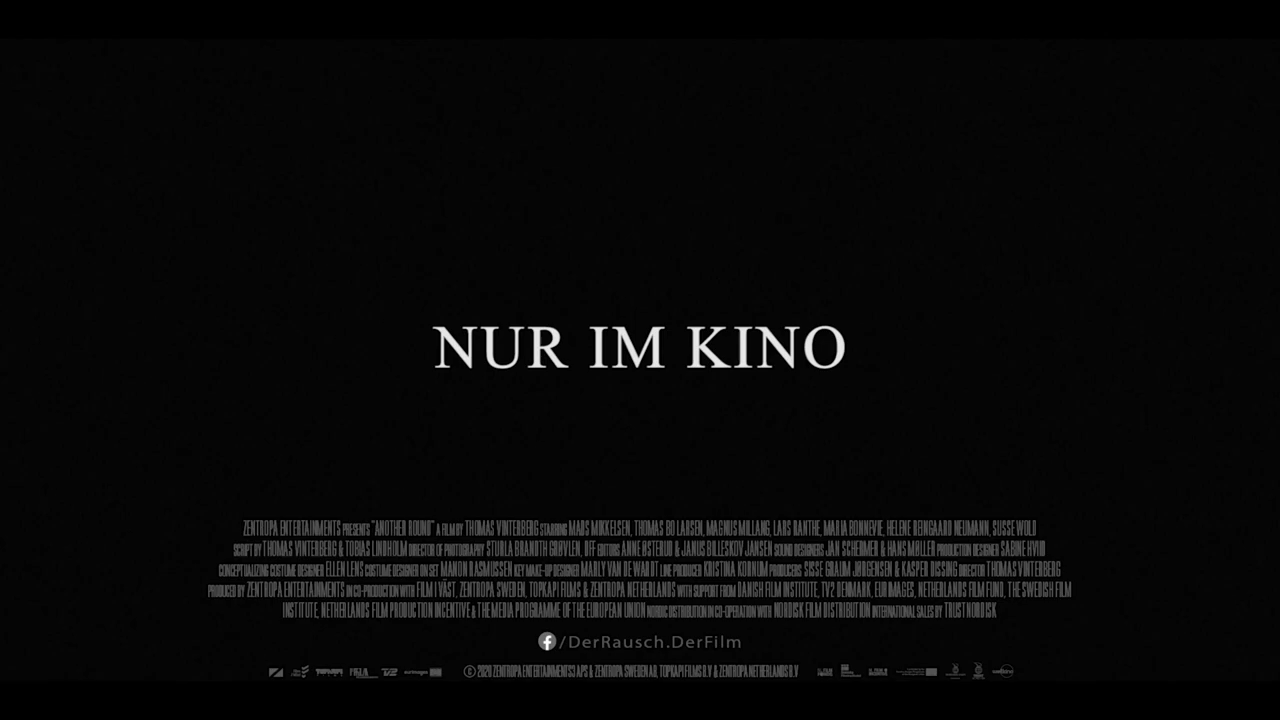 NUR IM KINO
ZENTROPA ENTERTAINMENTS PRESENTS "ANOTHER ROUND" A FILM BY THOMAS VINTERBERG STARRING MADS MIKKELSEN, THOMAS BO LARSEN, MAGNUS MILLANG, LARS RANTHE, MARIA BONNEVIE, HELENE REINGAARD NEUMANN, SUSSE WOLD
SCRIPT BY THOMAS VINTERBERG & TOBIAS LINDHOLM DIRECTOR OF PHOTOGRAPHY STURLA BRANDTH GRØVLEN, DFF EDITORS ANNE ØSTERUD & JANUS BILLESKOV JANSEN SOUND DESIGNERS JAN SCHERMER & HANS MØLLER PRODUCTION DESIGNER SABINE HVIID
CONCEPTUALIZING COSTUME DESIGNER ELLEN LENS COSTUME DESIGNER ON SET MANON RASMUSSEN KEY MAKE-UP DESIGNER MARLY VAN DE WARDT LINE PRODUCER KRISTINA KORNUM PRODUCERS SISSE GRAUM JØRGENSEN & KASPER DISSING DIRECTOR THOMAS VINTERBERG
PRODUCED BY ZENTROPA ENTERTAINMENTS IN CO-PRODUCTION WITH FILM I VÄST, ZENTROPA SWEDEN, TOPKAPI FILMS & ZENTROPA NETHERLANDS WITH SUPPORT FROM DANISH FILM INSTITUTE, TV2 DENMARK, EURIMAGES, NETHERLANDS FILM FUND, THE SWEDISH FILM
INSTITUTE, NETHERLANDS FILM PRODUCTION INCENTIVE & THE MEDIA PROGRAMME OF THE EUROPEAN UNION NORDIC DISTRIBUTION IN CO-OPERATION WITH NORDISK FILM DISTRIBUTION INTERNATIONAL SALES BY TRUSTNORDISK
/DerRausch.DerFilm
TV2 © 2020 ZENTROPA ENTERTAINMENTS3 APS & ZENTROPA SWEDEN AB, TOPKAPI FILMS B.V & ZENTROPA NETHERLANDS B.V